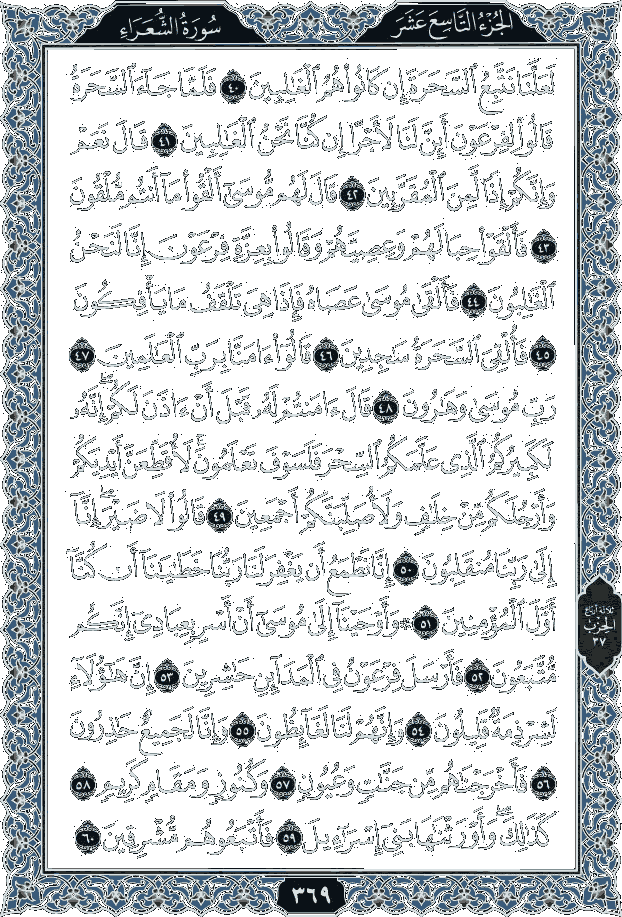 الجُزْءُ التَّاسِعَ عَشَرَ
سُورَةُ الشُّعَرَاءِ
لَعَلَّنَا نَتَّبِعُ ٱلسَّحَرَةَ إِن كَانُوا۟ هُمُ ٱلْغَٰلِبِينَ ٤٠ فَلَمَّا جَآءَ ٱلسَّحَرَةُ
قَالُوا۟ لِفِرْعَوْنَ أَئِنَّ لَنَا لَأَجْرًا إِن كُنَّا نَحْنُ ٱلْغَٰلِبِينَ ٤١ قَالَ نَعَمْ
وَإِنَّكُمْ إِذًا لَّمِنَ ٱلْمُقَرَّبِينَ ٤٢ قَالَ لَهُم مُّوسَىٰٓ أَلْقُوا۟ مَآ أَنتُم مُّلْقُونَ
٤٣ فَأَلْقَوْا۟ حِبَالَهُمْ وَعِصِيَّهُمْ وَقَالُوا۟ بِعِزَّةِ فِرْعَوْنَ إِنَّا لَنَحْنُ
ٱلْغَٰلِبُونَ ٤٤ فَأَلْقَىٰ مُوسَىٰ عَصَاهُ فَإِذَا هِىَ تَلْقَفُ مَا يَأْفِكُونَ
٤٥ فَأُلْقِىَ ٱلسَّحَرَةُ سَٰجِدِينَ ٤٦ قَالُوٓا۟ ءَامَنَّا بِرَبِّ ٱلْعَٰلَمِينَ ٤٧
رَبِّ مُوسَىٰ وَهَٰرُونَ ٤٨ قَالَ ءَامَنتُمْ لَهُۥ قَبْلَ أَنْ ءَاذَنَ لَكُمْ ۖ إِنَّهُۥ
لَكَبِيرُكُمُ ٱلَّذِى عَلَّمَكُمُ ٱلسِّحْرَ فَلَسَوْفَ تَعْلَمُونَ ۚ لَأُقَطِّعَنَّ أَيْدِيَكُمْ
وَأَرْجُلَكُم مِّنْ خِلَٰفٍ وَلَأُصَلِّبَنَّكُمْ أَجْمَعِينَ ٤٩ قَالُوا۟ لَا ضَيْرَ ۖ إِنَّآ
إِلَىٰ رَبِّنَا مُنقَلِبُونَ ٥٠ إِنَّا نَطْمَعُ أَن يَغْفِرَ لَنَا رَبُّنَا خَطَٰيَٰنَآ أَن كُنَّآ
أَوَّلَ ٱلْمُؤْمِنِينَ ٥١ ۞ وَأَوْحَيْنَآ إِلَىٰ مُوسَىٰٓ أَنْ أَسْرِ بِعِبَادِىٓ إِنَّكُم
مُّتَّبَعُونَ ٥٢ فَأَرْسَلَ فِرْعَوْنُ فِى ٱلْمَدَآئِنِ حَٰشِرِينَ ٥٣ إِنَّ هَٰٓؤُلَآءِ
لَشِرْذِمَةٌ قَلِيلُونَ ٥٤ وَإِنَّهُمْ لَنَا لَغَآئِظُونَ ٥٥ وَإِنَّا لَجَمِيعٌ حَٰذِرُونَ
٥٦ فَأَخْرَجْنَٰهُم مِّن جَنَّٰتٍ وَعُيُونٍ ٥٧ وَكُنُوزٍ وَمَقَامٍ كَرِيمٍ ٥٨
كَذَٰلِكَ وَأَوْرَثْنَٰهَا بَنِىٓ إِسْرَٰٓءِيلَ ٥٩ فَأَتْبَعُوهُم مُّشْرِقِينَ ٦٠
ثلاثة أرباع
الحزب
٣٧
٣٦٩